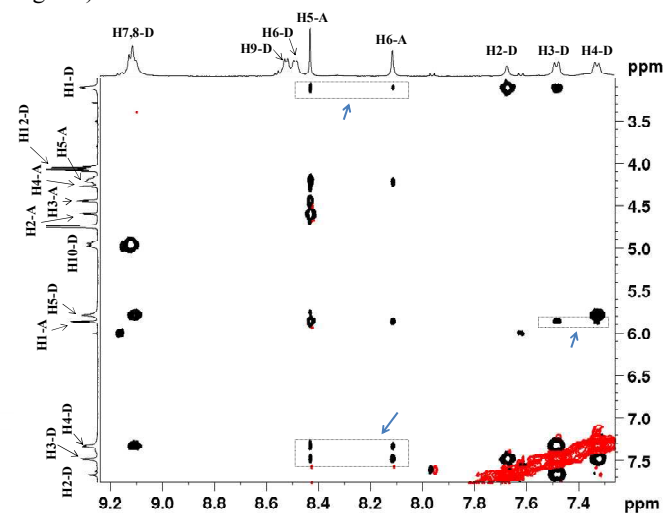 H7,8-D
H9-D
H6-D
H5-A
H6-A
H2-D
H3-D
H4-D
ppm
H1-D
H12-D
H5-A
H4-A
H3-A
H2-A
H10-D
H5-D
H1-A
H4-D
H3-D
H2-D
3.5
4.0
4.5
5.0
5.5
6.0
6.5
7.0
7.5
9.2 9.0 8.8 8.6 8.4 8.2 8.0 7.8 7.6 7.4 ppm